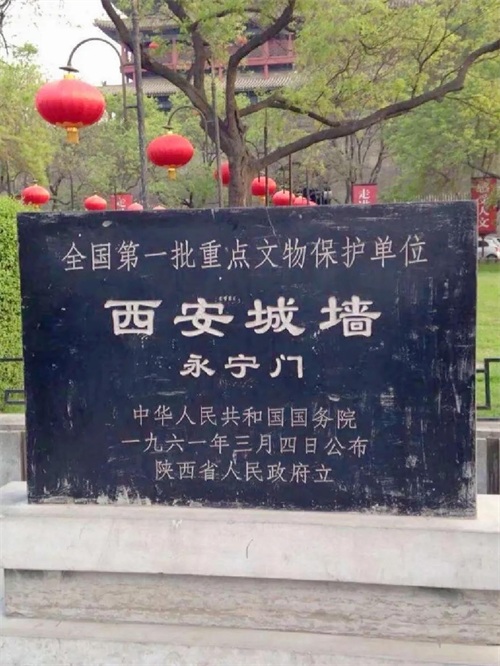 全国第一批重点文物保护单位
西安城墙
永宁门
中华人民共和国国务院
一九六一年三月四日公布
陕西省人民政府立